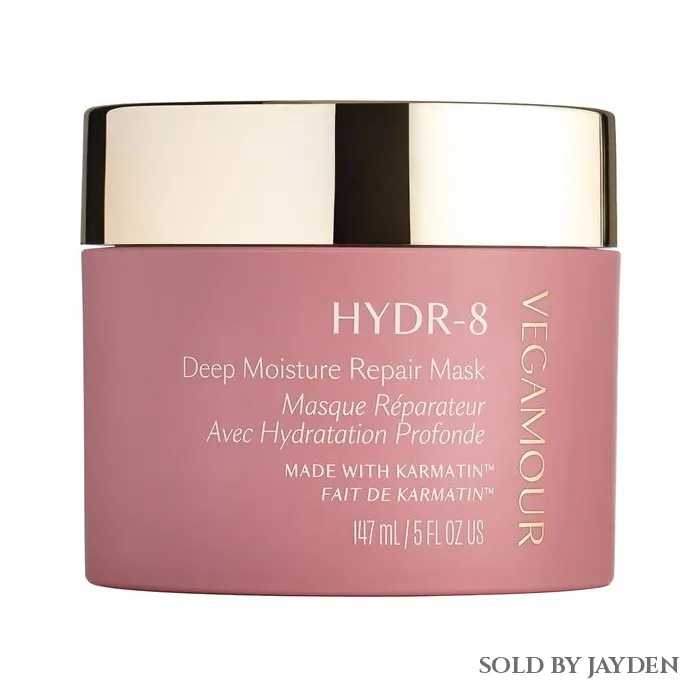 HYDR-8
Deep Moisture Repair Mask
Masque Réparateur
Avec Hydratation Profonde
MADE WITH KARMATIN™
FAIT DE KARMATIN™
147 mL/5 FL OZ US
VEGAMOUR
SOLD BY JAYDEN